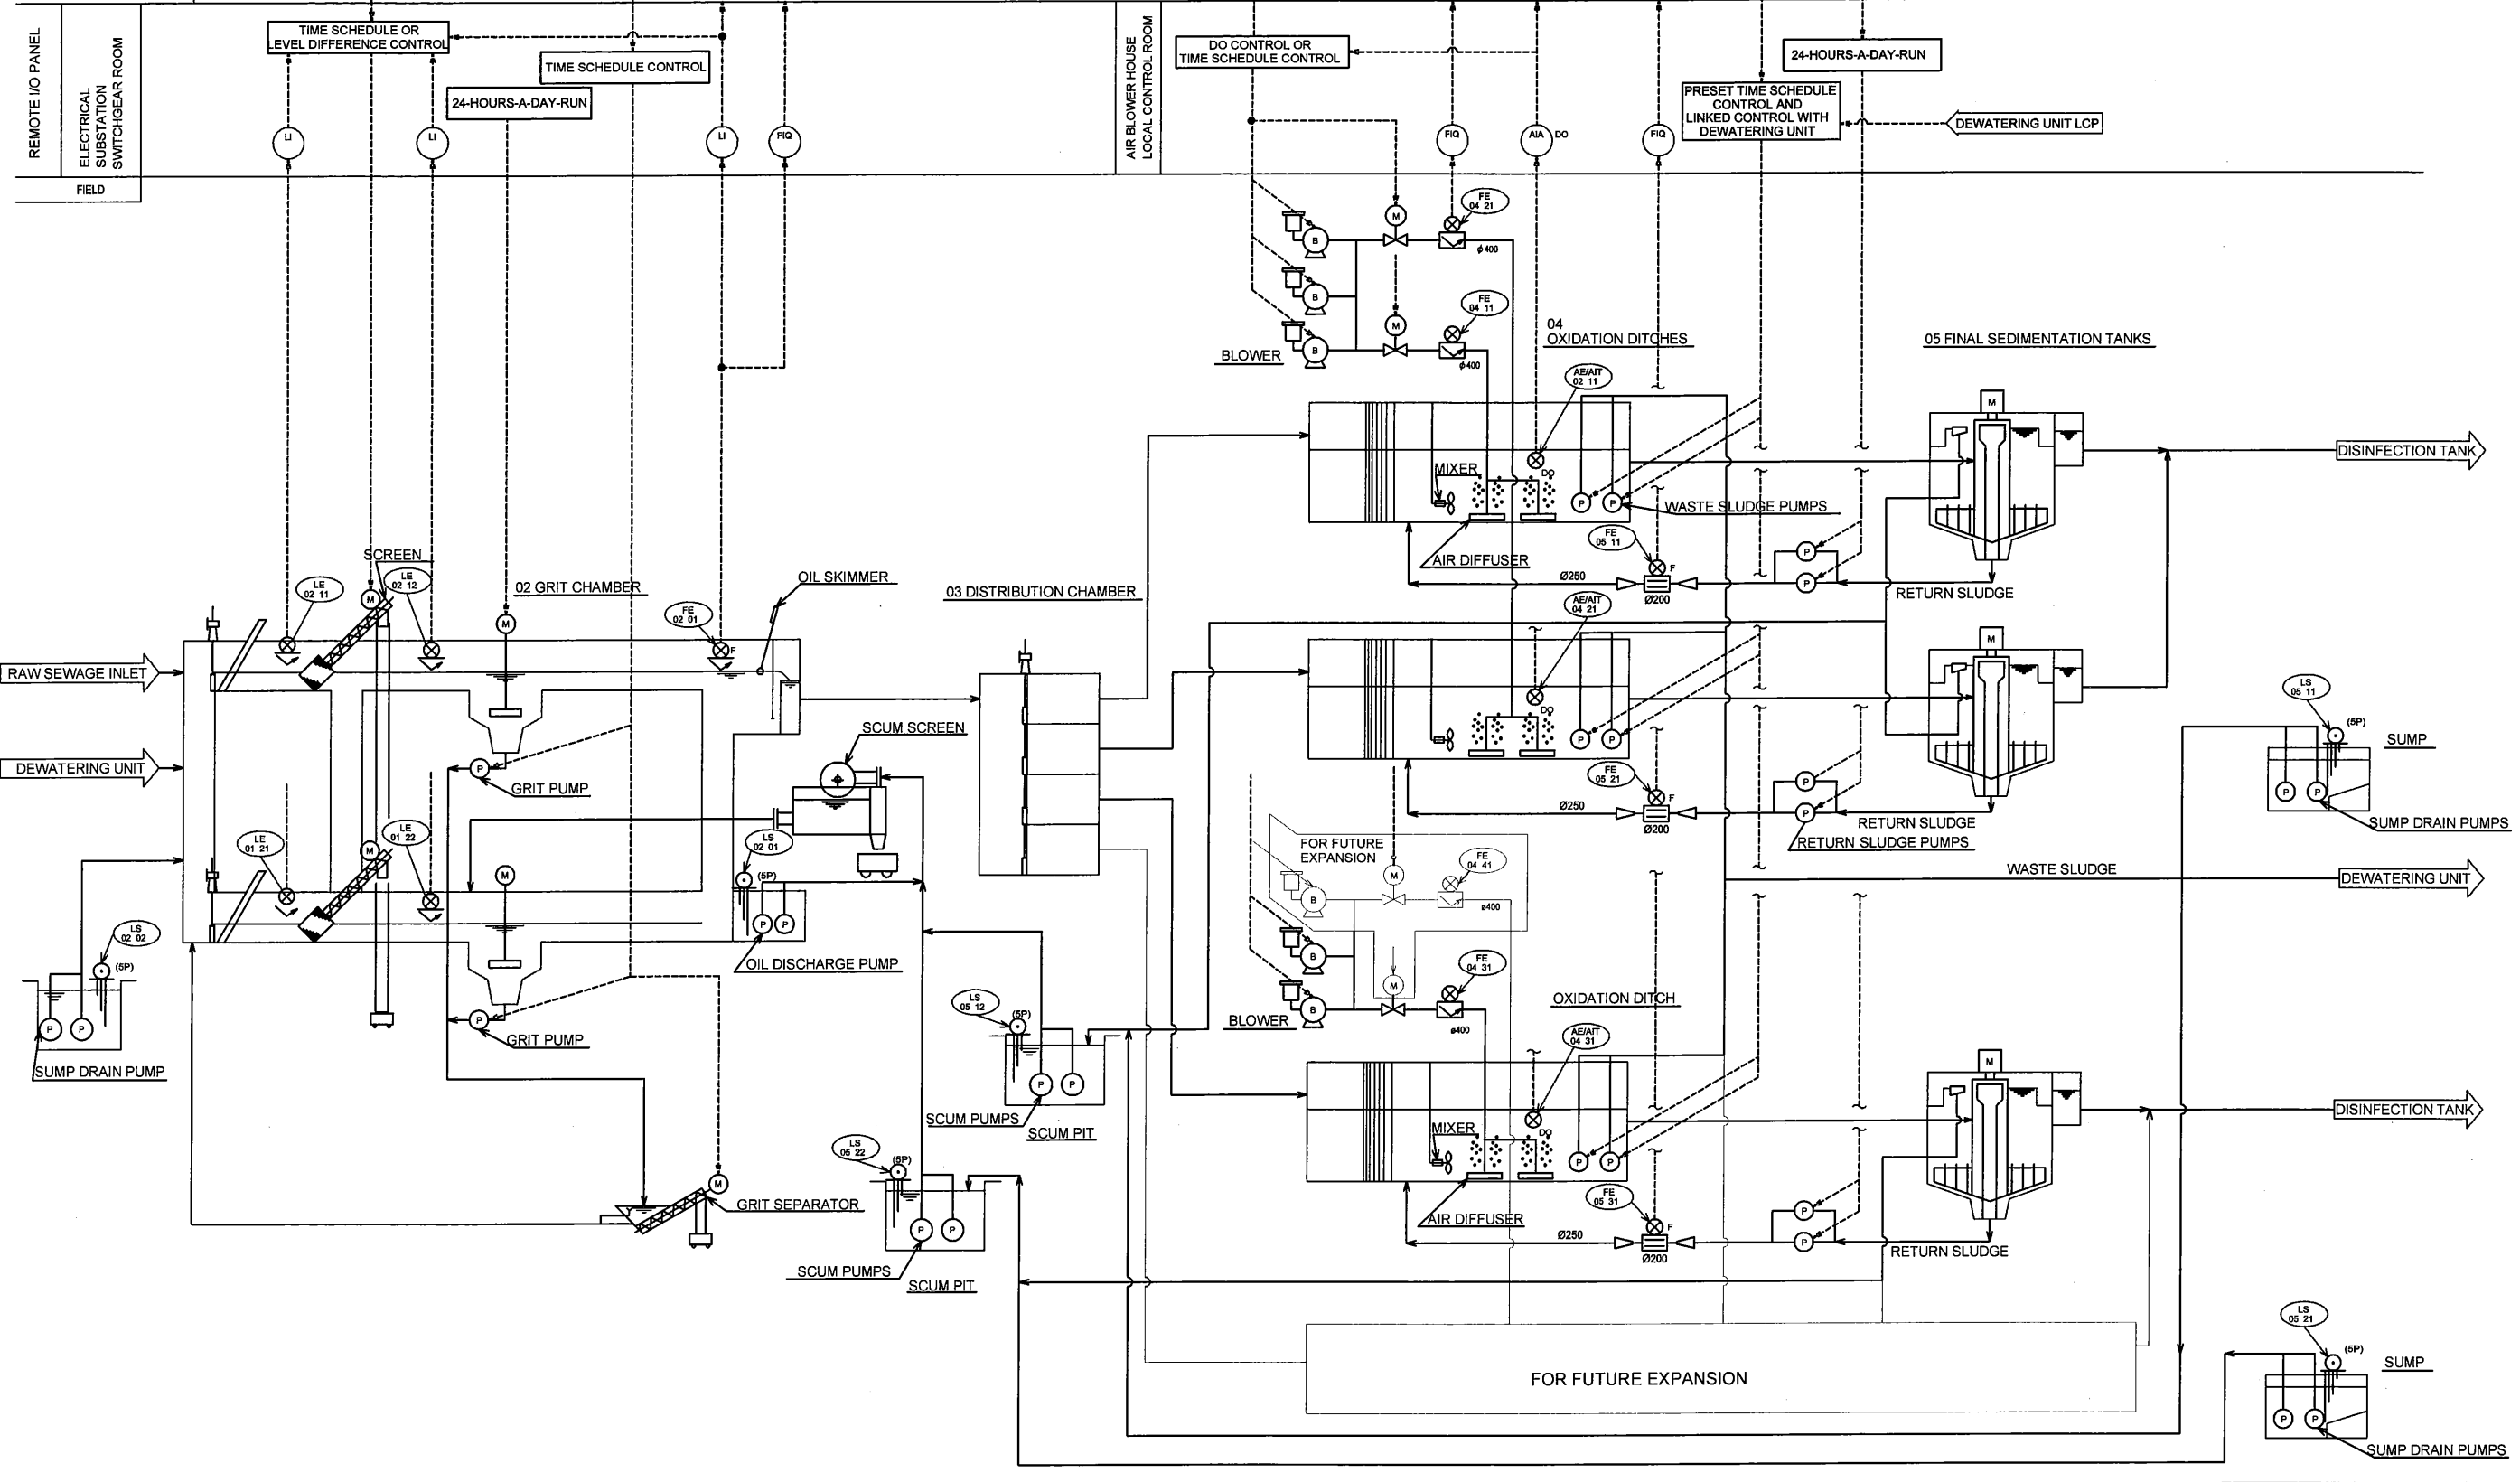 REMOTE I/O PANEL
ELECTRICAL
SUBSTATION
SWITCHGEAR ROOM
FIELD
TIME SCHEDULE OR
LEVEL DIFFERENCE CONTROL
TIME SCHEDULE CONTROL
24-HOURS-A-DAY-RUN
LI
LI
LI
FIQ
AIR BLOWER HOUSE
LOCAL CONTROL ROOM
DO CONTROL OR
TIME SCHEDULE CONTROL
FIQ
AIA
DO
FIQ
24-HOURS-A-DAY-RUN
PRESET TIME SCHEDULE
CONTROL AND
LINKED CONTROL WITH
DEWATERING UNIT
DEWATERING UNIT LCP
B
M
FE
04 21
ø400
B
B
M
FE
04 11
ø400
BLOWER
04
OXIDATION DITCHES
05 FINAL SEDIMENTATION TANKS
AE/AIT
02 11
MIXER
DO
P
P
WASTE SLUDGE PUMPS
AIR DIFFUSER
FE
05 11
F
Ø250
Ø200
P
P
RETURN SLUDGE
M
DISINFECTION TANK
SCREEN
LE
02 11
M
LE
02 12
02 GRIT CHAMBER
M
FE
02 01
F
OIL SKIMMER
03 DISTRIBUTION CHAMBER
RAW SEWAGE INLET
DEWATERING UNIT
P
GRIT PUMP
SCUM SCREEN
LE
01 21
M
LE
01 22
M
LS
02 01
(5P)
P
P
OIL DISCHARGE PUMP
LS
02 02
(5P)
P
P
SUMP DRAIN PUMP
P
GRIT PUMP
M
GRIT SEPARATOR
AE/AIT
04 21
DO
P
P
FE
05 21
F
Ø250
Ø200
P
P
RETURN SLUDGE
RETURN SLUDGE PUMPS
M
LS
05 11
(5P)
SUMP
P
P
SUMP DRAIN PUMPS
WASTE SLUDGE
DEWATERING UNIT
FOR FUTURE
EXPANSION
M
FE
04 41
B
ø400
B
M
FE
04 31
B
ø400
BLOWER
OXIDATION DITCH
LS
05 12
(5P)
P
P
SCUM PUMPS
SCUM PIT
LS
05 22
(5P)
P
P
SCUM PUMPS
SCUM PIT
AE/AIT
04 31
MIXER
DO
P
P
AIR DIFFUSER
FE
05 31
F
Ø250
Ø200
P
P
RETURN SLUDGE
M
DISINFECTION TANK
FOR FUTURE EXPANSION
LS
05 21
(5P)
SUMP
P
P
SUMP DRAIN PUMPS